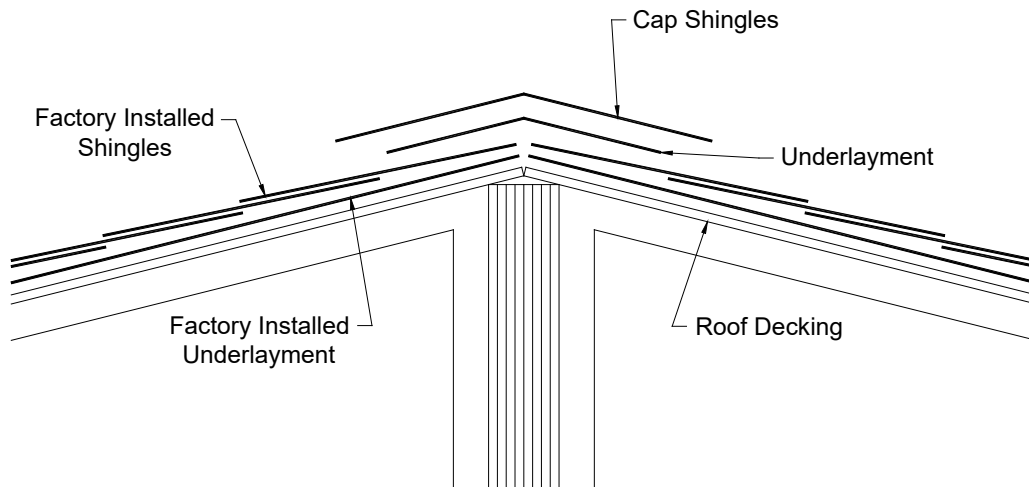 Cap Shingles
Factory Installed
Shingles
Underlayment
Factory Installed
Underlayment
Roof Decking